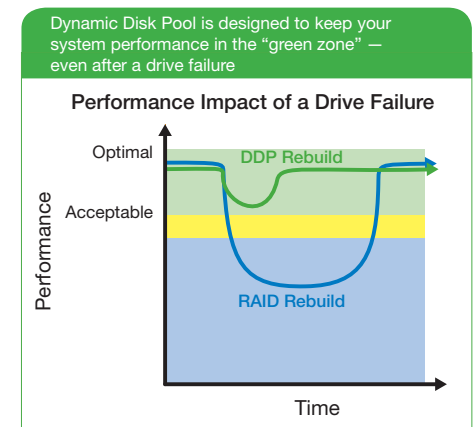 Dynamic Disk Pool is designed to keep your
system performance in the “green zone” —
even after a drive failure
Performance Impact of a Drive Failure
Optimal
DDP Rebuild
Acceptable
Performance
RAID Rebuild
Time